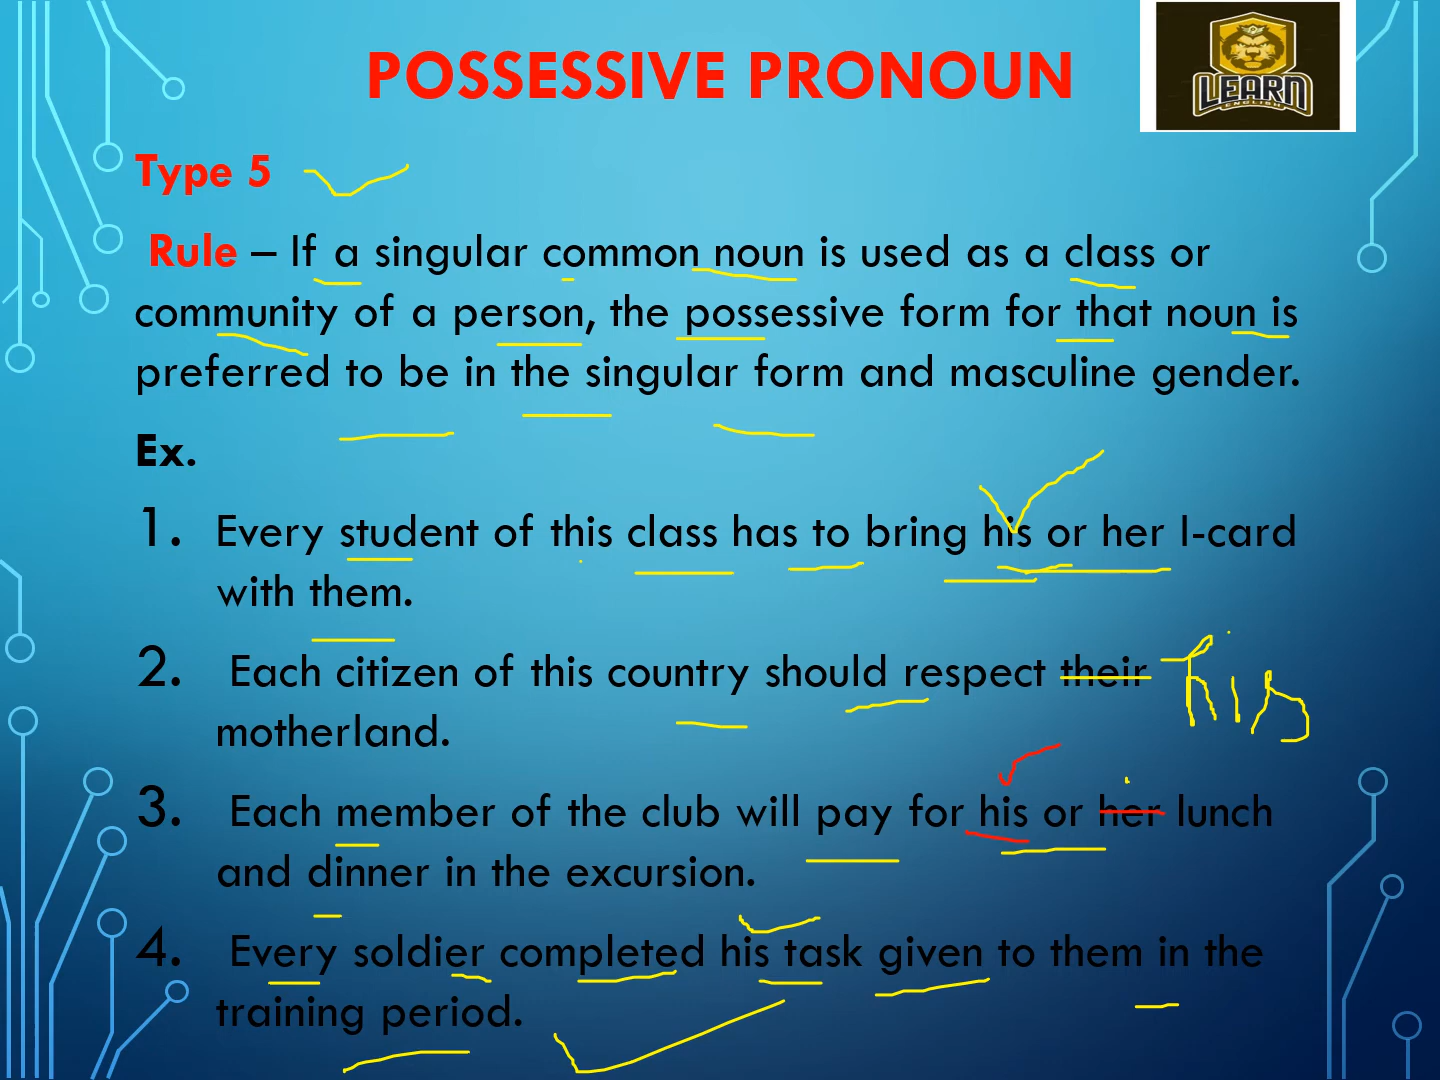 POSSESSIVE PRONOUN
LEARN
ENGLISH
Type 5
Rule – If a singular common noun is used as a class or
community of a person, the possessive form for that noun is
preferred to be in the singular form and masculine gender.
Ex.
1. Every student of this class has to bring his or her I-card
with them.
2. Each citizen of this country should respect their his
motherland.
3. Each member of the club will pay for his or her lunch
and dinner in the excursion.
4. Every soldier completed his task given to them in the
training period.